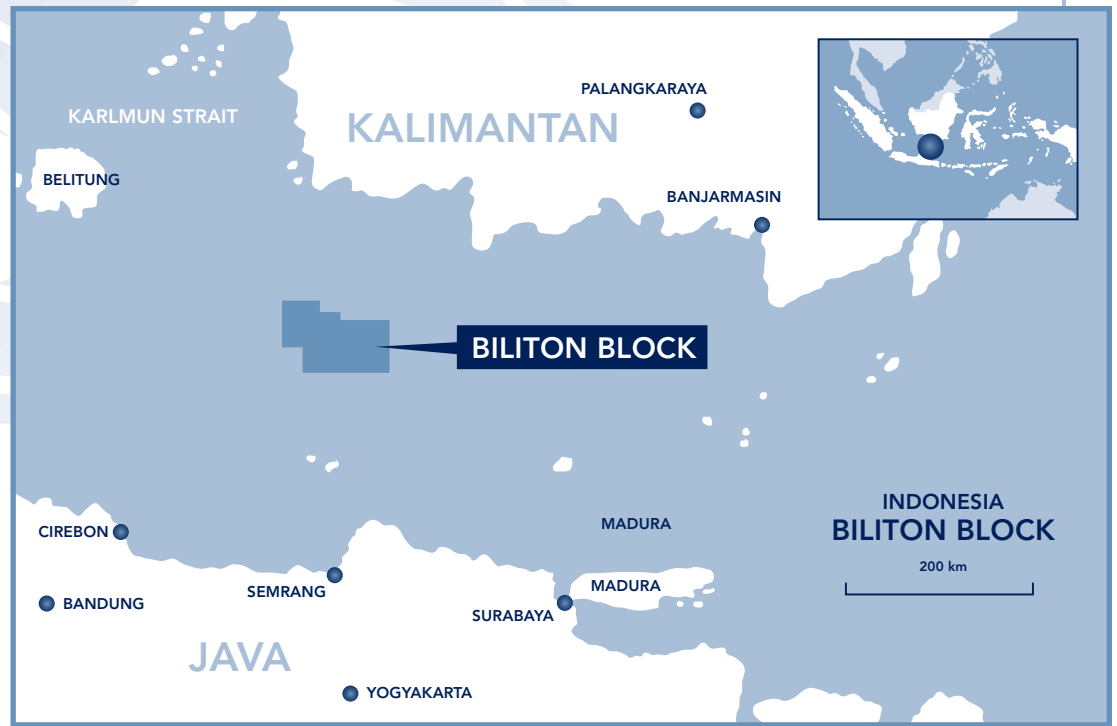 PALANGKARAYA
KARLMUN STRAIT
KALIMANTAN
BELITUNG
BANJARMASIN
BILITON BLOCK
INDONESIA
BILITON BLOCK
200 km
MADURA
CIREBON
SEMRANG
MADURA
BANDUNG
SURABAYA
JAVA
YOGYAKARTA